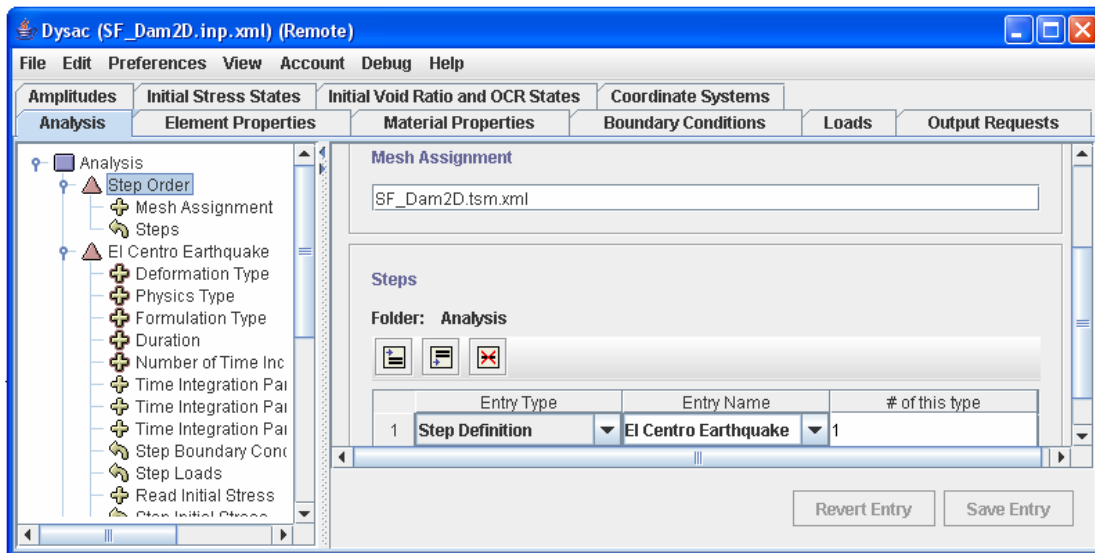 Dysac (SF_Dam2D.inp.xml) (Remote)
File Edit Preferences View Account Debug Help
Amplitudes Initial Stress States Initial Void Ratio and OCR States Coordinate Systems
Analysis Element Properties Material Properties Boundary Conditions Loads Output Requests
Analysis
Step Order
Mesh Assignment
Steps
El Centro Earthquake
Deformation Type
Physics Type
Formulation Type
Duration
Number of Time Inc
Time Integration Par
Time Integration Par
Time Integration Par
Step Boundary Cond
Step Loads
Read Initial Stress
Step Initial Stress
Mesh Assignment
SF_Dam2D.tsm.xml
Steps
Folder: Analysis
Entry Type Entry Name # of this type
1 Step Definition El Centro Earthquake 1
Revert Entry Save Entry